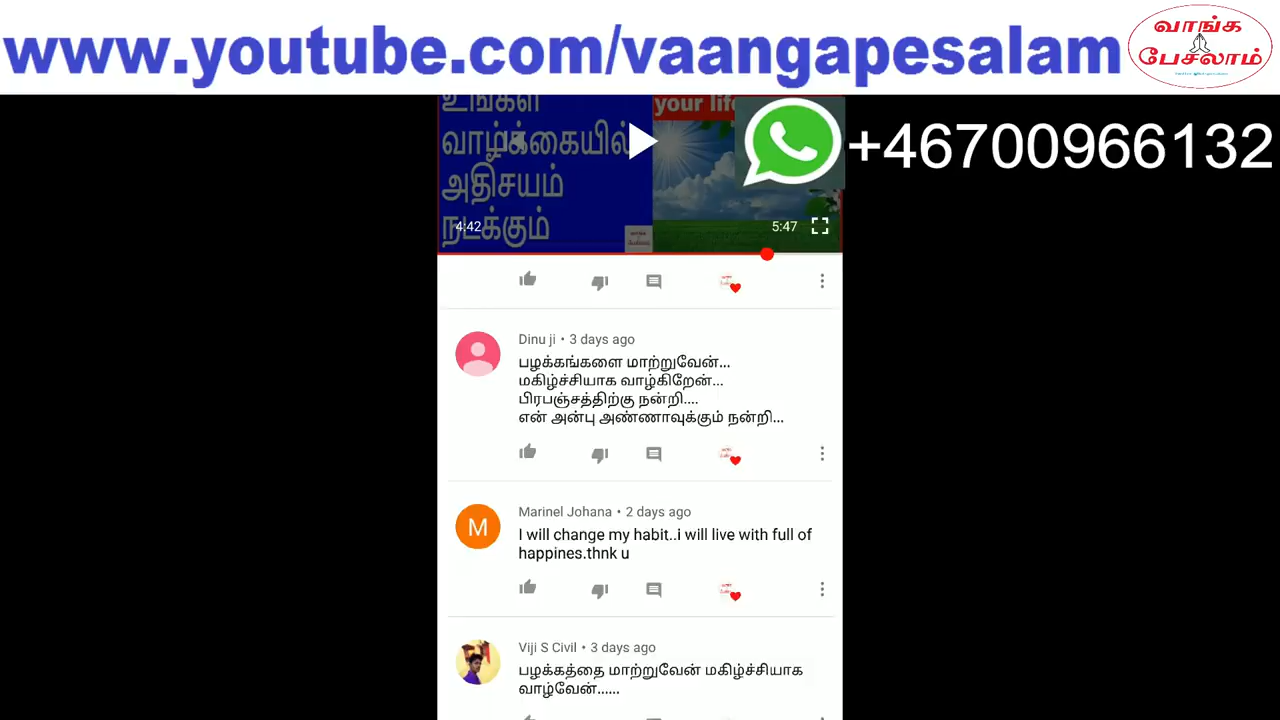 www.youtube.com/vaangapesalam
வாங்க
பேசலாம்
உங்கள்
வாழ்க்கையில்
அதிசயம்
நடக்கும்
your life
+46700966132
4:42
5:47
Dinu ji • 3 days ago
பழக்கங்களை மாற்றுவேன்...
மகிழ்ச்சியாக வாழ்கிறேன்...
பிரபஞ்சத்திற்கு நன்றி....
என் அன்பு அண்ணாவுக்கும் நன்றி...
M
Marinel Johana • 2 days ago
I will change my habit..i will live with full of
happines.thnk u
Viji S Civil • 3 days ago
பழக்கத்தை மாற்றுவேன் மகிழ்ச்சியாக
வாழ்வேன்......